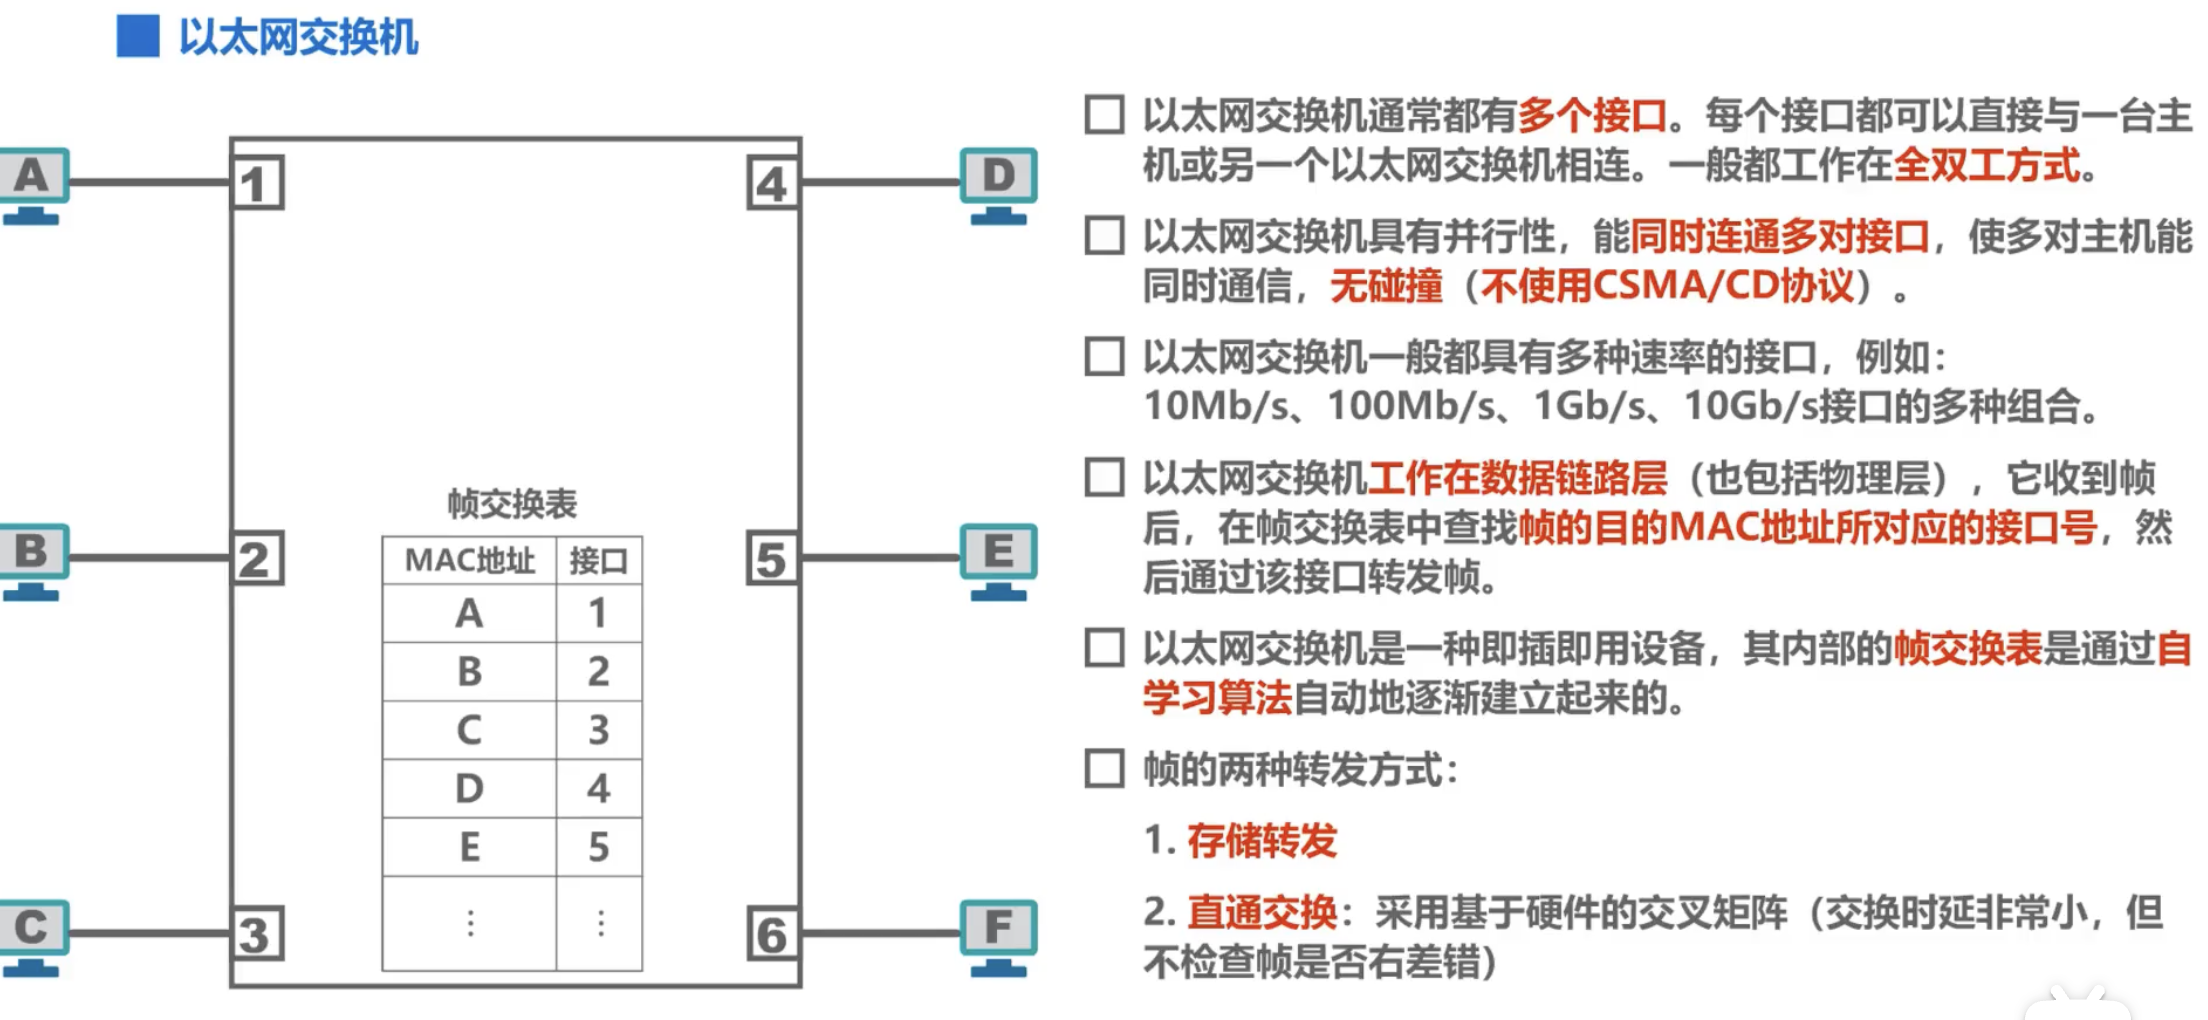 以太网交换机
A
1
4
D
B
2
5
E
C
3
6
F
帧交换表
MAC地址 接口
A 1
B 2
C 3
D 4
E 5
⋮ ⋮
以太网交换机通常都有多个接口。每个接口都可以直接与一台主
机或另一个以太网交换机相连。一般都工作在全双工方式。
以太网交换机具有并行性，能同时连通多对接口，使多对主机能
同时通信，无碰撞（不使用CSMA/CD协议）。
以太网交换机一般都具有多种速率的接口，例如：
10Mb/s、100Mb/s、1Gb/s、10Gb/s接口的多种组合。
以太网交换机工作在数据链路层（也包括物理层），它收到帧
后，在帧交换表中查找帧的目的MAC地址所对应的接口号，然
后通过该接口转发帧。
以太网交换机是一种即插即用设备，其内部的帧交换表是通过自
学习算法自动地逐渐建立起来的。
帧的两种转发方式：
1. 存储转发
2. 直通交换：采用基于硬件的交叉矩阵（交换时延非常小，但
不检查帧是否右差错）